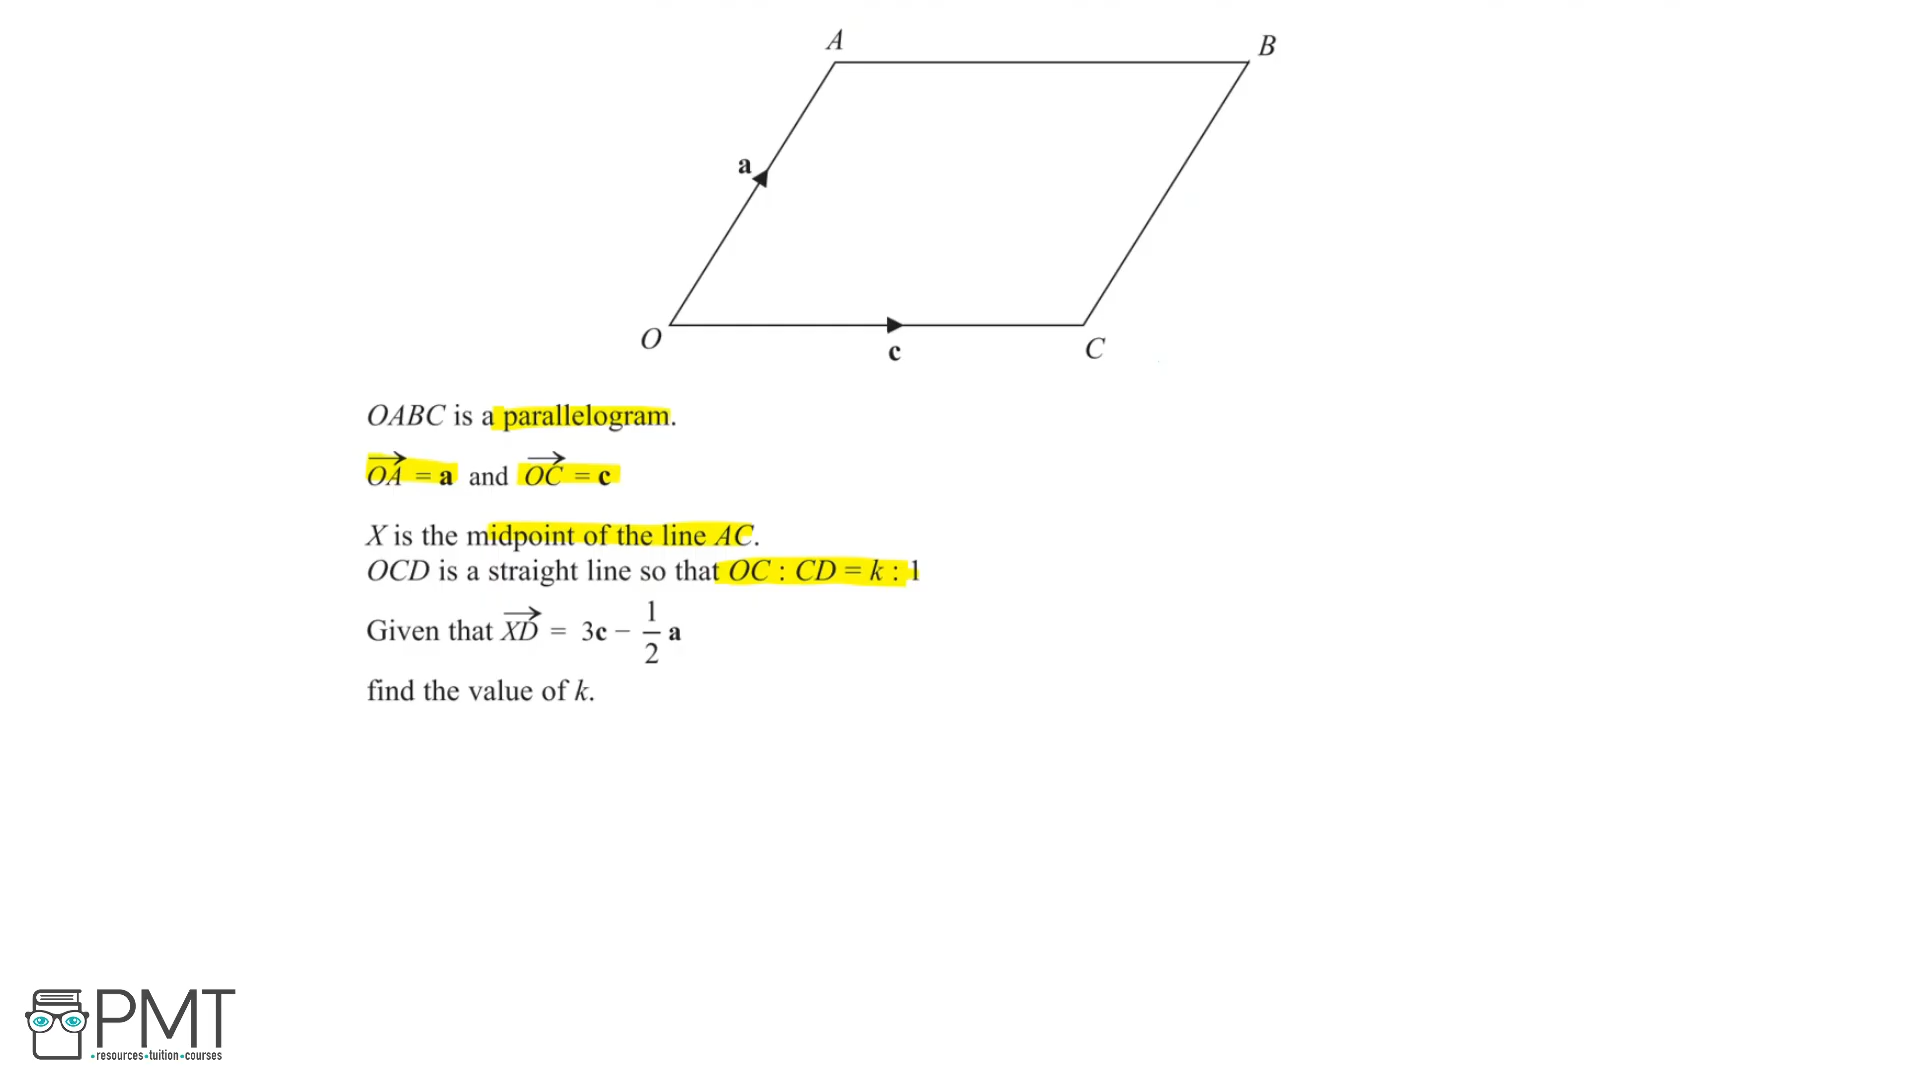 A
B
a
O
c
C
OABC is a parallelogram.
OA = a and OC = c
X is the midpoint of the line AC.
OCD is a straight line so that OC : CD = k : 1
Given that XD = 3c − 1/2 a
find the value of k.
PMT
•resources•tuition•courses